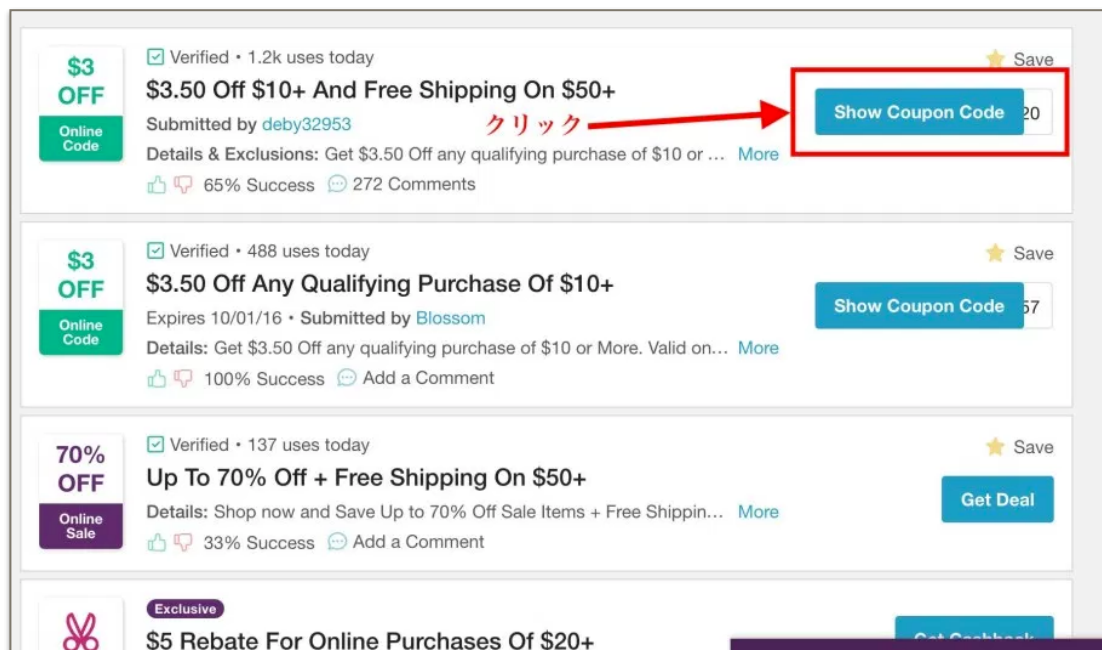 $3
OFF
Online
Code
Verified • 1.2k uses today
Save
$3.50 Off $10+ And Free Shipping On $50+
Submitted by deby32953
クリック
Show Coupon Code
20
Details & Exclusions: Get $3.50 Off any qualifying purchase of $10 or … More
65% Success 272 Comments
$3
OFF
Online
Code
Verified • 488 uses today
Save
$3.50 Off Any Qualifying Purchase Of $10+
Expires 10/01/16 • Submitted by Blossom
Show Coupon Code
57
Details: Get $3.50 Off any qualifying purchase of $10 or More. Valid on… More
100% Success Add a Comment
70%
OFF
Online
Sale
Verified • 137 uses today
Save
Up To 70% Off + Free Shipping On $50+
Get Deal
Details: Shop now and Save Up to 70% Off Sale Items + Free Shippin… More
33% Success Add a Comment
Exclusive
$5 Rebate For Online Purchases Of $20+
Get Cashback